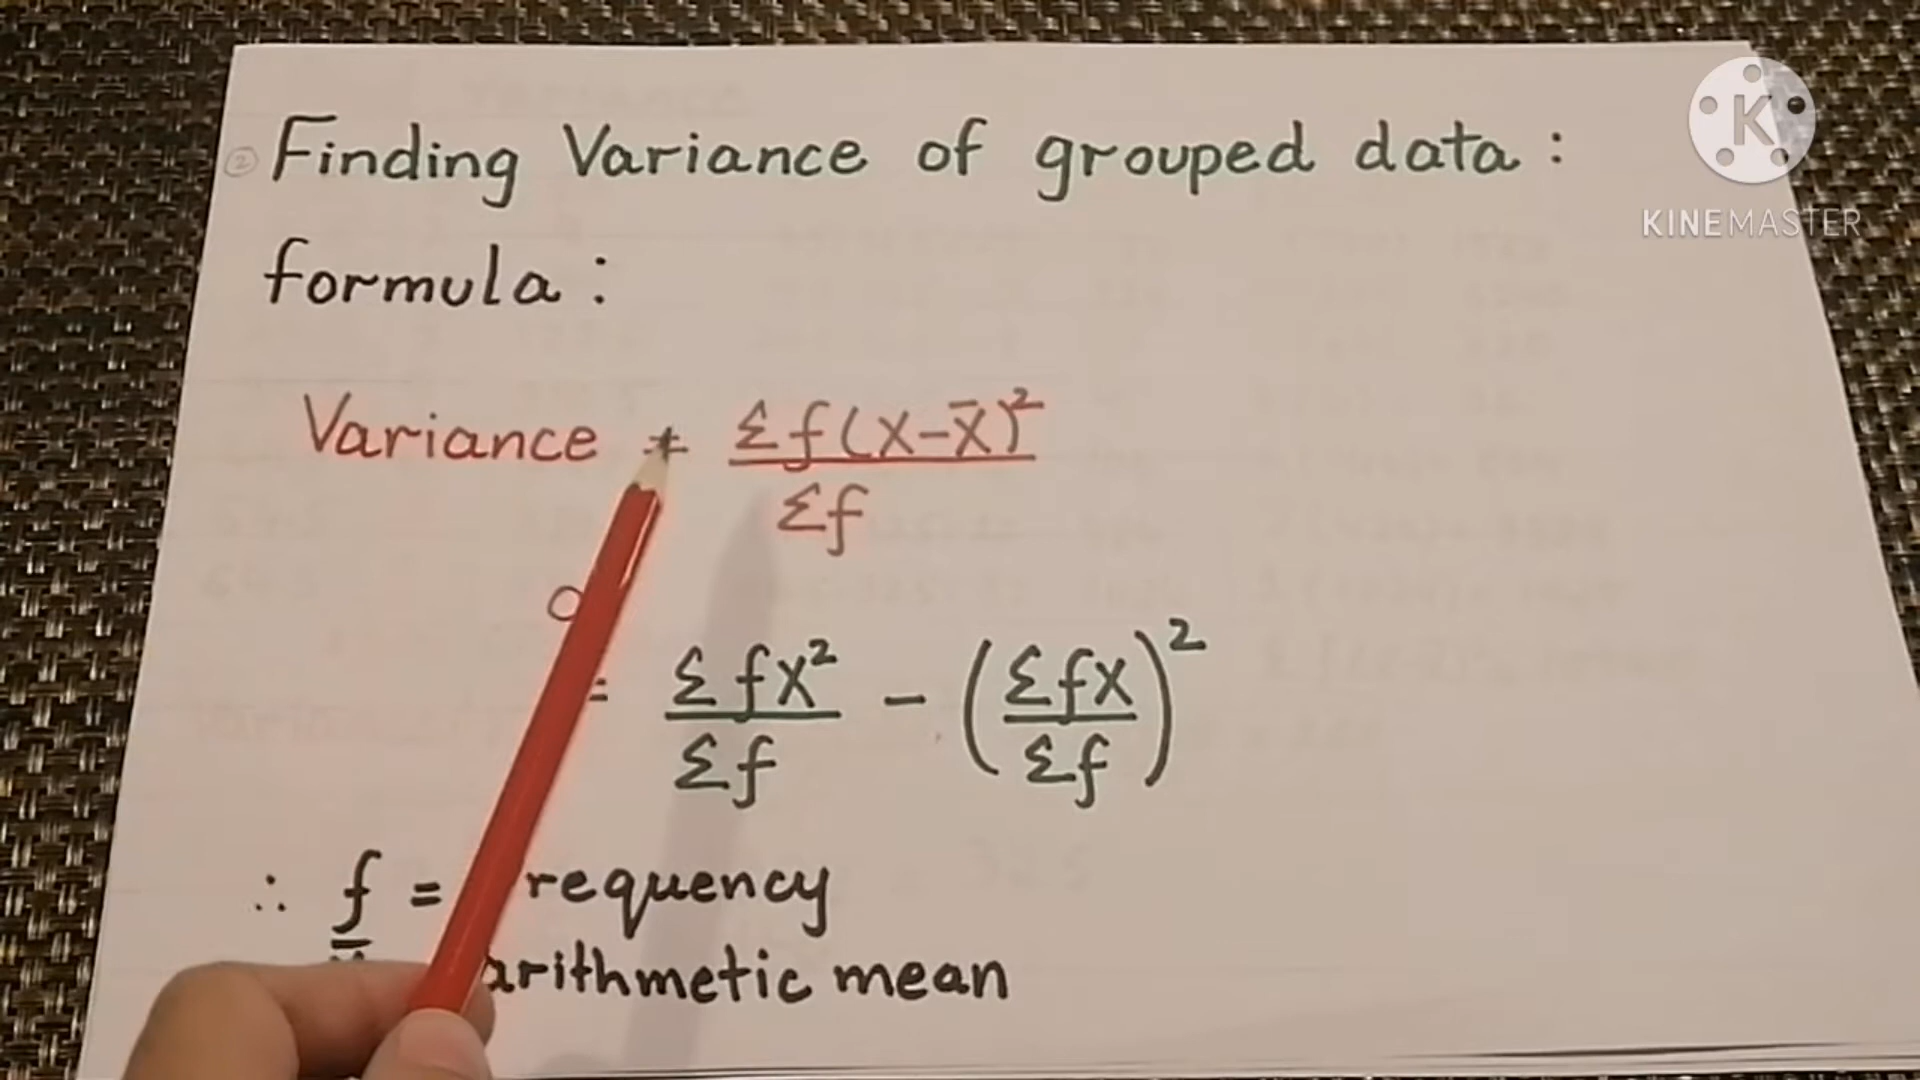 ② Finding Variance of grouped data :
formula :
Variance = Σf(X-X̄)²
Σf
= ΣfX² - (ΣfX)²
Σf Σf
∴ f = requency
arithmetic mean
K
KINEMASTER